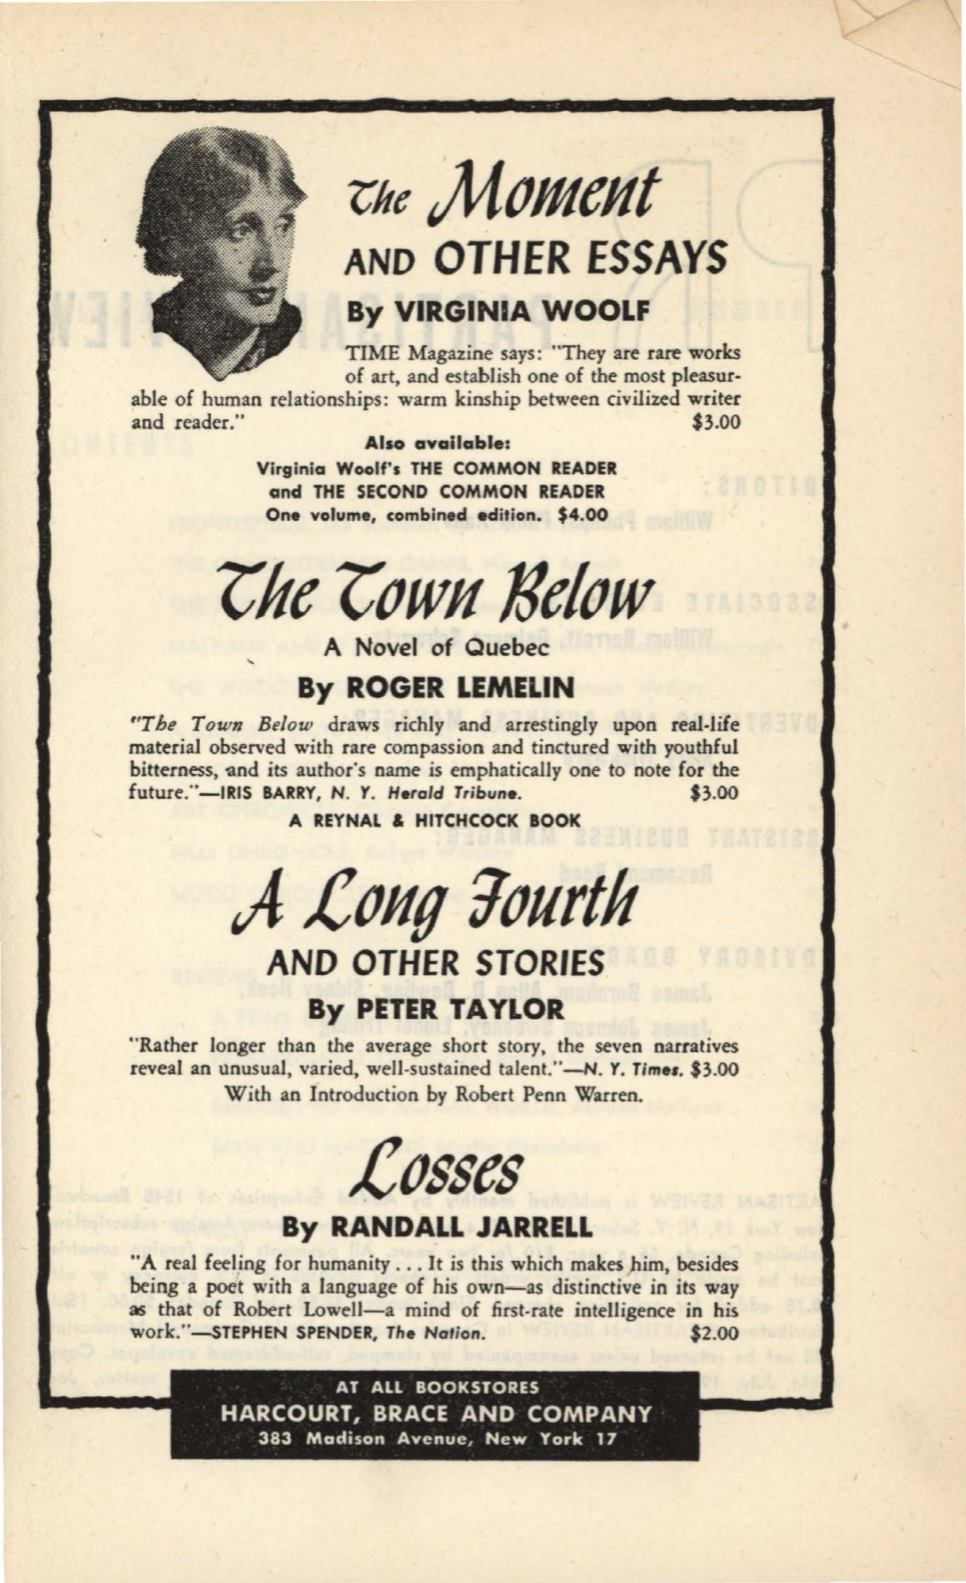 The Moment
AND OTHER ESSAYS
By VIRGINIA WOOLF
TIME Magazine says: "They are rare works
of art, and establish one of the most pleasur-
able of human relationships: warm kinship between civilized writer
and reader." $3.00
Also available:
Virginia Woolf's THE COMMON READER
and THE SECOND COMMON READER
One volume, combined edition. $4.00
The Town Below
A Novel of Quebec
By ROGER LEMELIN
"The Town Below draws richly and arrestingly upon real-life
material observed with rare compassion and tinctured with youthful
bitterness, and its author's name is emphatically one to note for the
future."—IRIS BARRY, N. Y. Herald Tribune. $3.00
A REYNAL & HITCHCOCK BOOK
A Long Fourth
AND OTHER STORIES
By PETER TAYLOR
"Rather longer than the average short story, the seven narratives
reveal an unusual, varied, well-sustained talent."—N. Y. Times. $3.00
With an Introduction by Robert Penn Warren.
Losses
By RANDALL JARRELL
"A real feeling for humanity . . . It is this which makes him, besides
being a poet with a language of his own—as distinctive in its way
as that of Robert Lowell—a mind of first-rate intelligence in his
work."—STEPHEN SPENDER, The Nation. $2.00
AT ALL BOOKSTORES
HARCOURT, BRACE AND COMPANY
383 Madison Avenue, New York 17